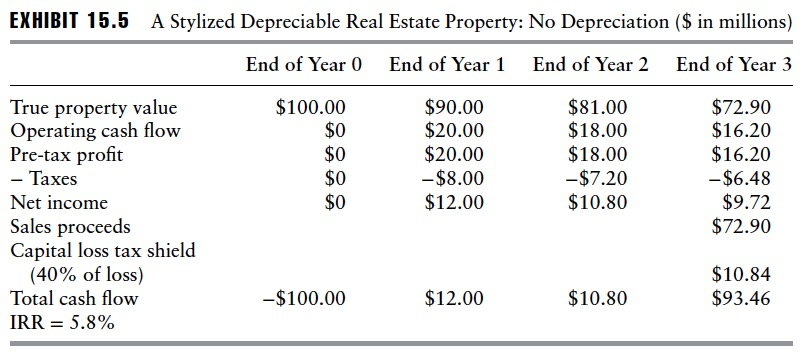 EXHIBIT 15.5 A Stylized Depreciable Real Estate Property: No Depreciation ($ in millions)
End of Year 0 End of Year 1 End of Year 2 End of Year 3
True property value $100.00 $90.00 $81.00 $72.90
Operating cash flow $0 $20.00 $18.00 $16.20
Pre-tax profit $0 $20.00 $18.00 $16.20
– Taxes $0 –$8.00 –$7.20 –$6.48
Net income $0 $12.00 $10.80 $9.72
Sales proceeds $72.90
Capital loss tax shield
(40% of loss) $10.84
Total cash flow –$100.00 $12.00 $10.80 $93.46
IRR = 5.8%